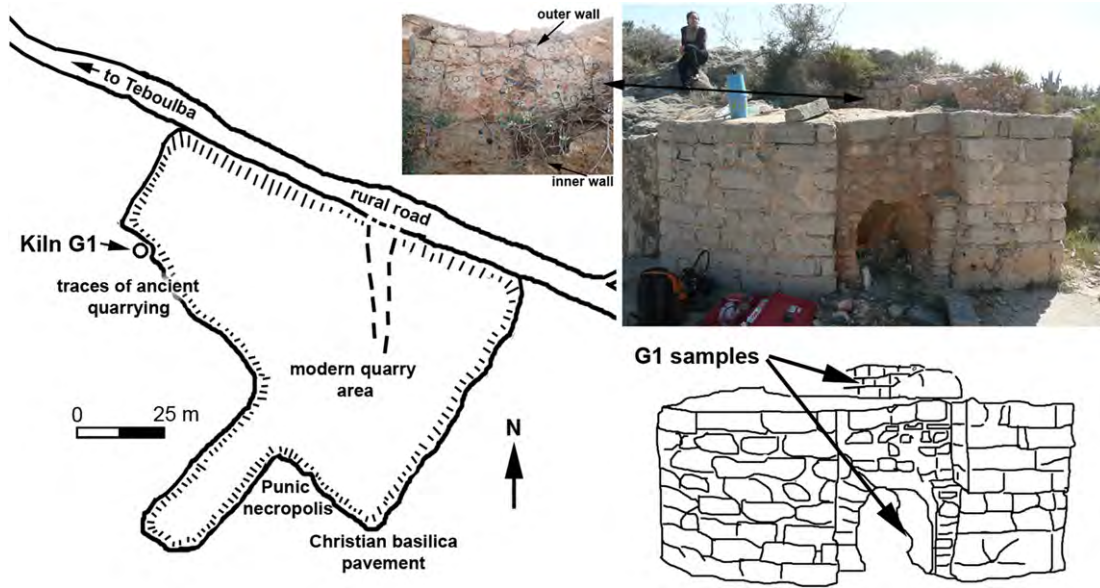 to Teboulba
rural road
Kiln G1
traces of ancient
quarrying
modern quarry
area
0 25 m
N
Punic
necropolis
Christian basilica
pavement
outer wall
inner wall
G1 samples